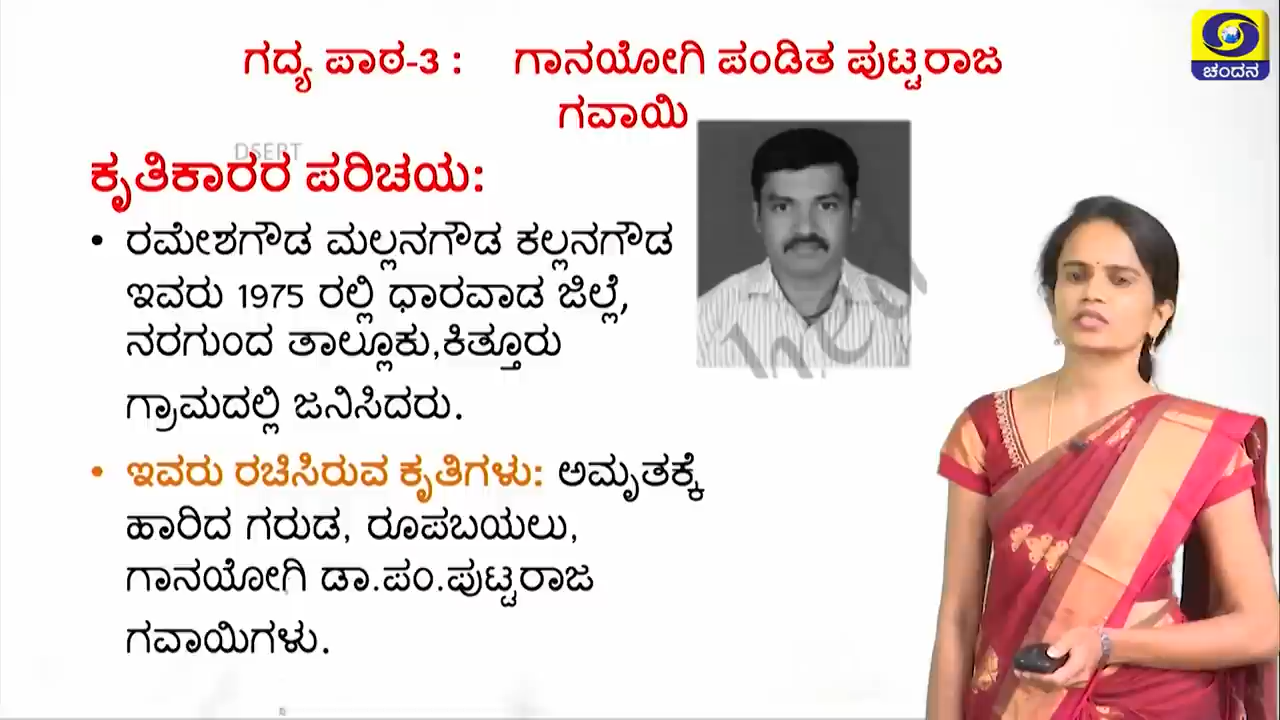 ಗದ್ಯ ಪಾಠ-3 : ಗಾನಯೋಗಿ ಪಂಡಿತ ಪುಟ್ಟರಾಜ
ಗವಾಯಿ
ಚಂದನ
DSERT
ಕೃತಿಕಾರರ ಪರಿಚಯ:
• ರಮೇಶಗೌಡ ಮಲ್ಲನಗೌಡ ಕಲ್ಲನಗೌಡ
ಇವರು 1975 ರಲ್ಲಿ ಧಾರವಾಡ ಜಿಲ್ಲೆ,
ನರಗುಂದ ತಾಲ್ಲೂಕು,ಕಿತ್ತೂರು
ಗ್ರಾಮದಲ್ಲಿ ಜನಿಸಿದರು.
• ಇವರು ರಚಿಸಿರುವ ಕೃತಿಗಳು: ಅಮೃತಕ್ಕೆ
ಹಾರಿದ ಗರುಡ, ರೂಪಬಯಲು,
ಗಾನಯೋಗಿ ಡಾ.ಪಂ.ಪುಟ್ಟರಾಜ
ಗವಾಯಿಗಳು.